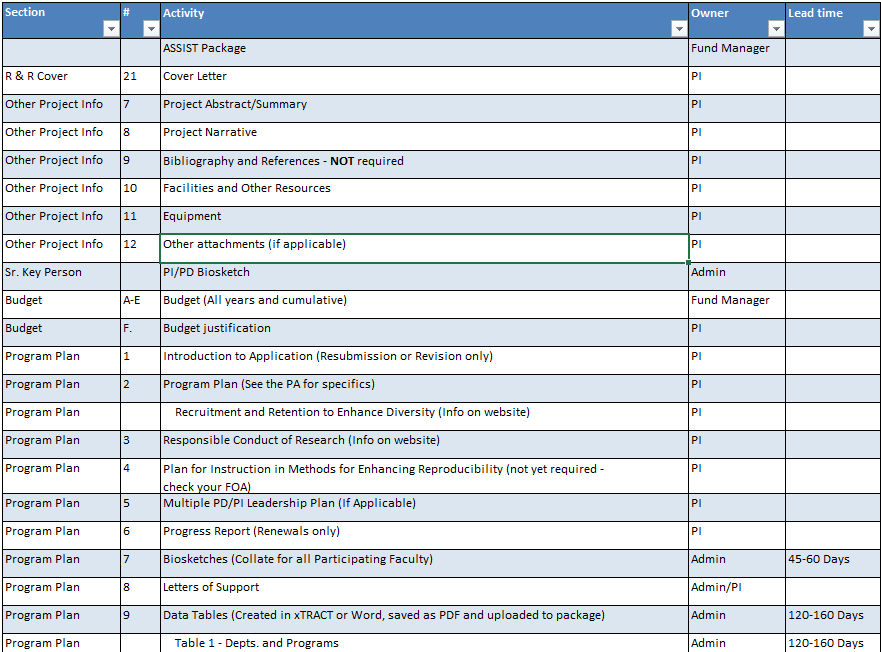 Section # Activity Owner Lead time
ASSIST Package Fund Manager
R & R Cover 21 Cover Letter PI
Other Project Info 7 Project Abstract/Summary PI
Other Project Info 8 Project Narrative PI
Other Project Info 9 Bibliography and References - NOT required PI
Other Project Info 10 Facilities and Other Resources PI
Other Project Info 11 Equipment PI
Other Project Info 12 Other attachments (if applicable) PI
Sr. Key Person PI/PD Biosketch Admin
Budget A-E Budget (All years and cumulative) Fund Manager
Budget F. Budget justification PI
Program Plan 1 Introduction to Application (Resubmission or Revision only) PI
Program Plan 2 Program Plan (See the PA for specifics) PI
Program Plan Recruitment and Retention to Enhance Diversity (Info on website) PI
Program Plan 3 Responsible Conduct of Research (Info on website) PI
Program Plan 4 Plan for Instruction in Methods for Enhancing Reproducibility (not yet required - PI
check your FOA)
Program Plan 5 Multiple PD/PI Leadership Plan (If Applicable) PI
Program Plan 6 Progress Report (Renewals only) PI
Program Plan 7 Biosketches (Collate for all Participating Faculty) Admin 45-60 Days
Program Plan 8 Letters of Support Admin/PI
Program Plan 9 Data Tables (Created in xTRACT or Word, saved as PDF and uploaded to package) Admin 120-160 Days
Program Plan Table 1 - Depts. and Programs Admin 120-160 Days